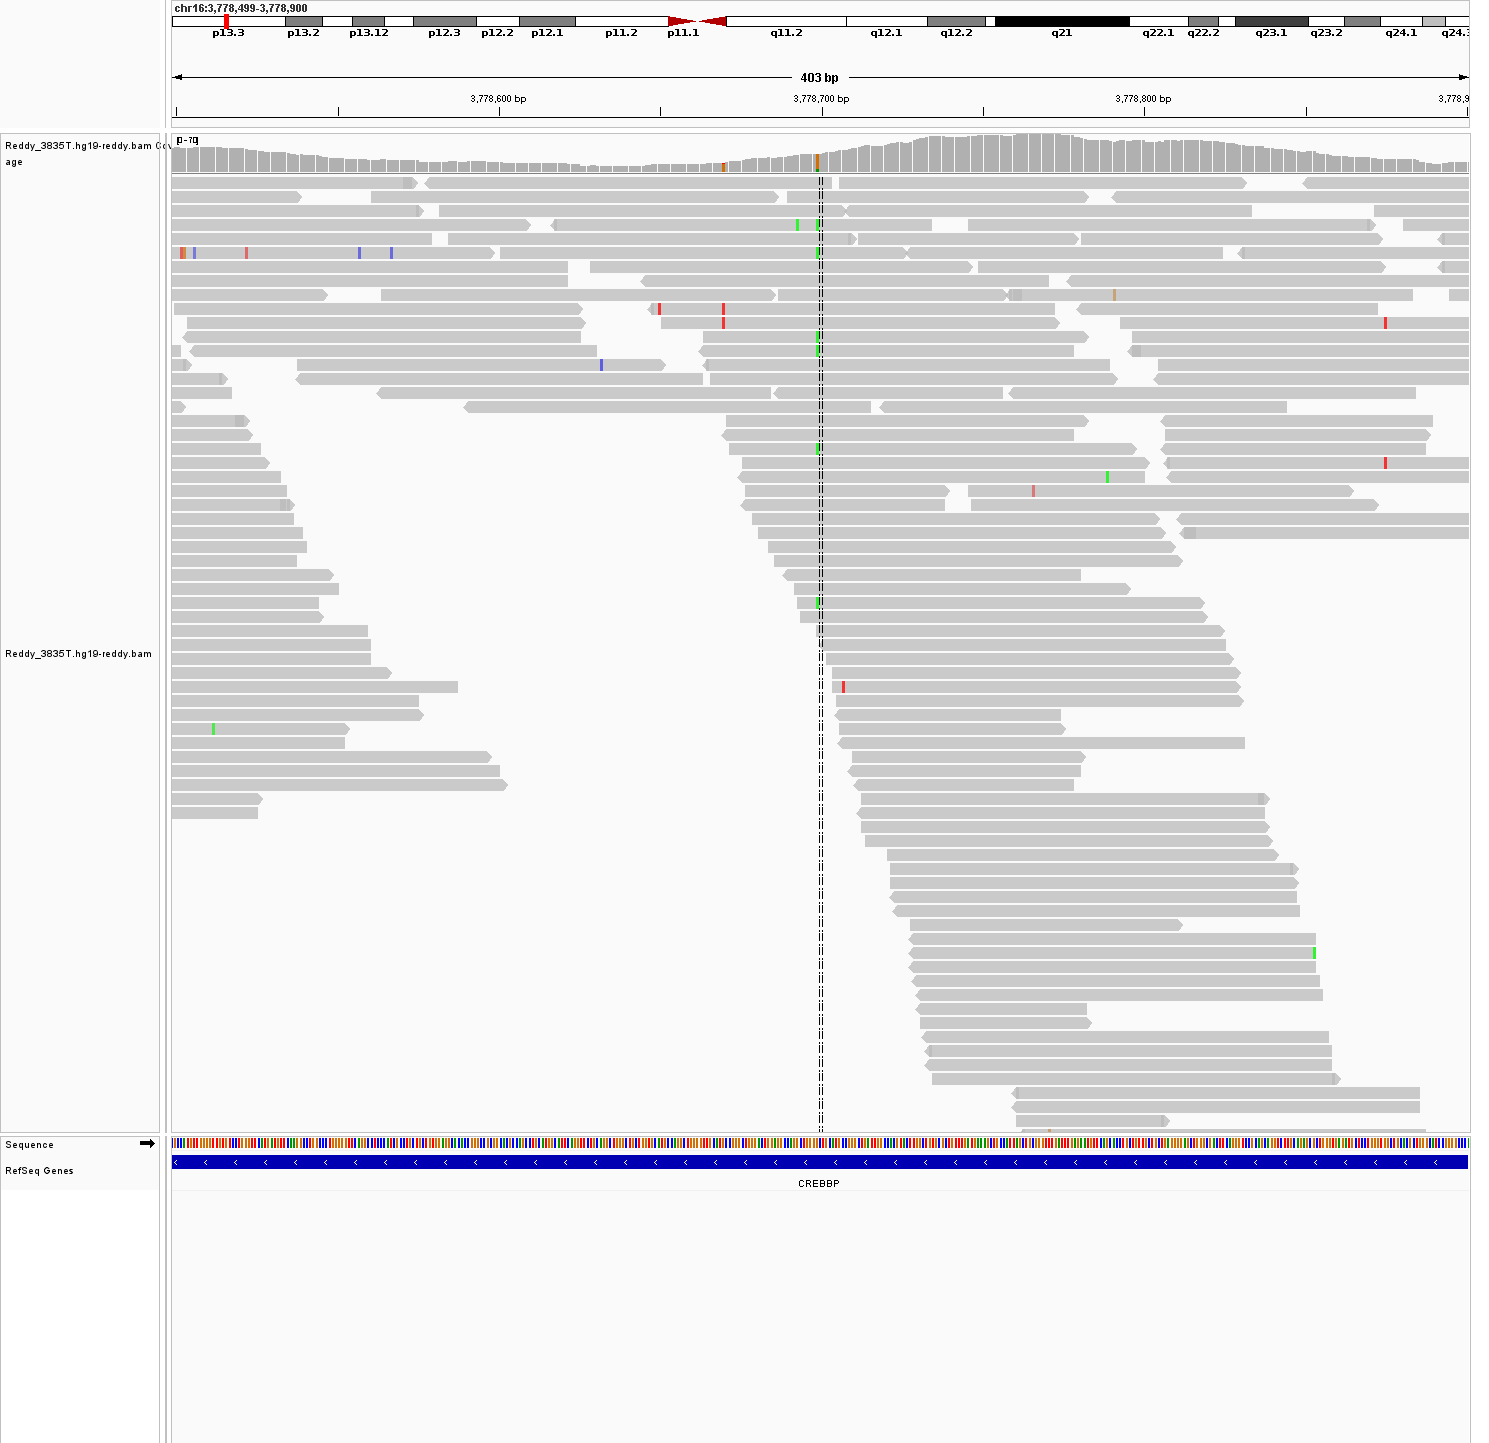 chr16:3,778,499-3,778,900
p13.3 p13.2 p13.12 p12.3 p12.2 p12.1 p11.2 p11.1 q11.2 q12.1 q12.2 q21 q22.1 q22.2 q23.1 q23.2 q24.1 q24.3
403 bp
3,778,600 bp 3,778,700 bp 3,778,800 bp 3,778,9
Reddy_3835T.hg19-reddy.bam Cov
age
Reddy_3835T.hg19-reddy.bam
Sequence
RefSeq Genes
CREBBP